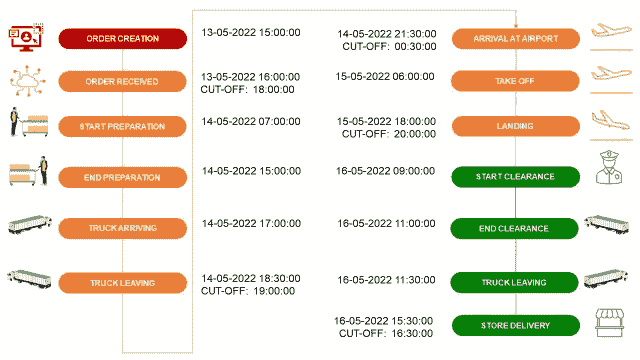 ORDER CREATION
13-05-2022 15:00:00
ORDER RECEIVED
13-05-2022 16:00:00
CUT-OFF: 18:00:00
START PREPARATION
14-05-2022 07:00:00
END PREPARATION
14-05-2022 15:00:00
TRUCK ARRIVING
14-05-2022 17:00:00
TRUCK LEAVING
14-05-2022 18:30:00
CUT-OFF: 19:00:00
14-05-2022 21:30:00
CUT-OFF: 00:30:00
ARRIVAL AT AIRPORT
15-05-2022 06:00:00
TAKE OFF
15-05-2022 18:00:00
CUT-OFF: 20:00:00
LANDING
16-05-2022 09:00:00
START CLEARANCE
16-05-2022 11:00:00
END CLEARANCE
16-05-2022 11:30:00
TRUCK LEAVING
16-05-2022 15:30:00
CUT-OFF: 16:30:00
STORE DELIVERY